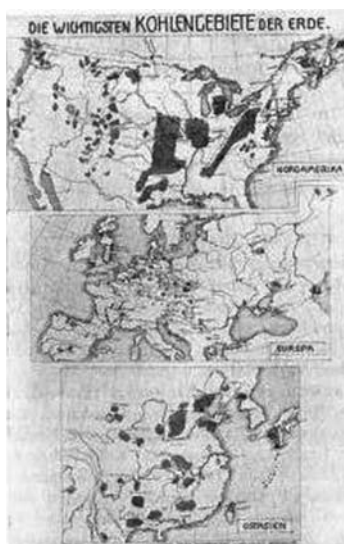 DIE WICHTIGSTEN KOHLENGEBIETE DER ERDE.
NORDAMERIKA
EUROPA
OSTASIEN